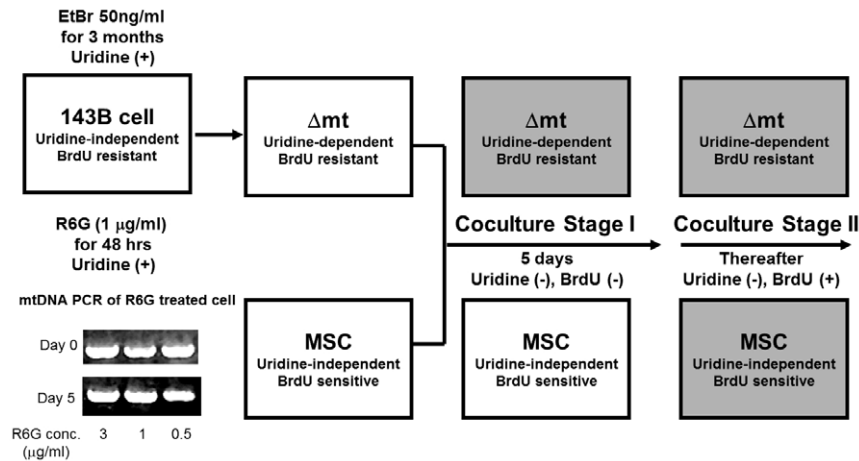 EtBr 50ng/ml
for 3 months
Uridine (+)
143B cell
Uridine-independent
BrdU resistant
Δmt
Uridine-dependent
BrdU resistant
Δmt
Uridine-dependent
BrdU resistant
Δmt
Uridine-dependent
BrdU resistant
R6G (1 μg/ml)
for 48 hrs
Uridine (+)
Coculture Stage I
5 days
Uridine (-), BrdU (-)
Coculture Stage II
Thereafter
Uridine (-), BrdU (+)
mtDNA PCR of R6G treated cell
Day 0
Day 5
R6G conc. 3 1 0.5
(μg/ml)
MSC
Uridine-independent
BrdU sensitive
MSC
Uridine-independent
BrdU sensitive
MSC
Uridine-independent
BrdU sensitive